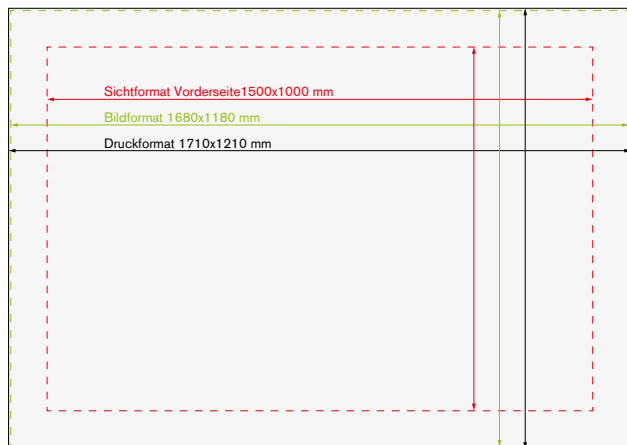 Sichtformat Vorderseite1500x1000 mm
Bildformat 1680x1180 mm
Druckformat 1710x1210 mm